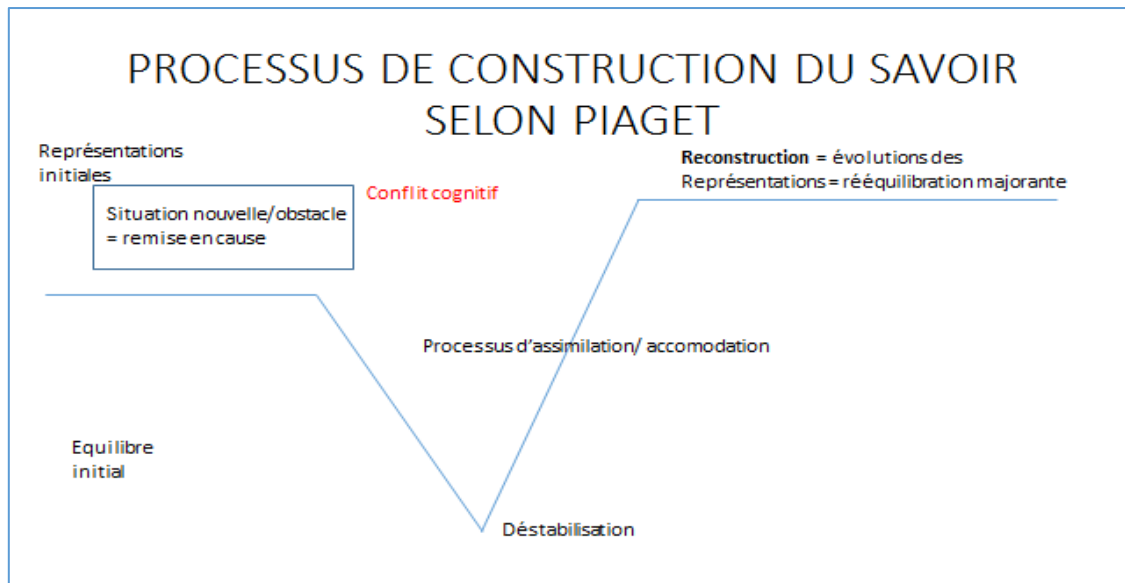 PROCESSUS DE CONSTRUCTION DU SAVOIR
SELON PIAGET
Représentations
initiales
Situation nouvelle/obstacle
= remise en cause
Conflit cognitif
Reconstruction = évolutions des
Représentations = rééquilibration majorante
Processus d'assimilation/ accomodation
Equilibre
initial
Déstabilisation